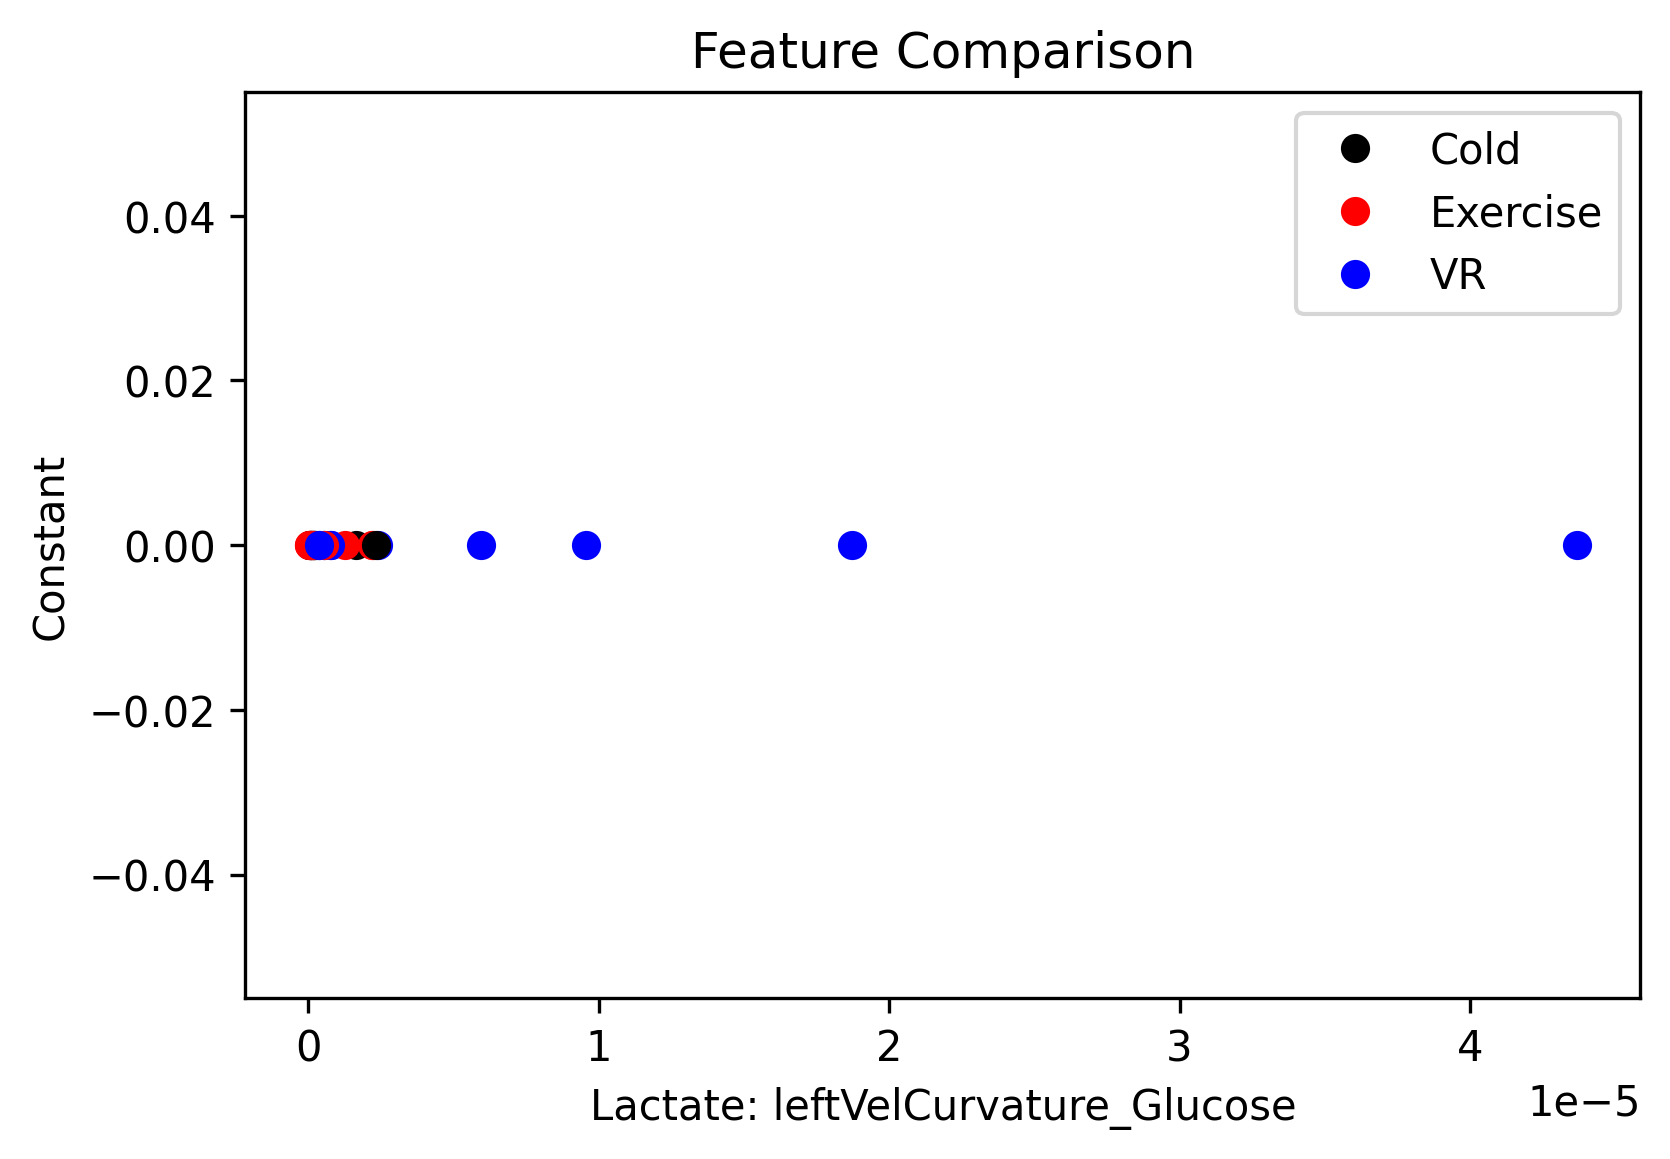 Feature Comparison
Cold
Exercise
VR
Constant
0.04
0.02
0.00
−0.02
−0.04
0 1 2 3 4
1e−5
Lactate: leftVelCurvature_Glucose